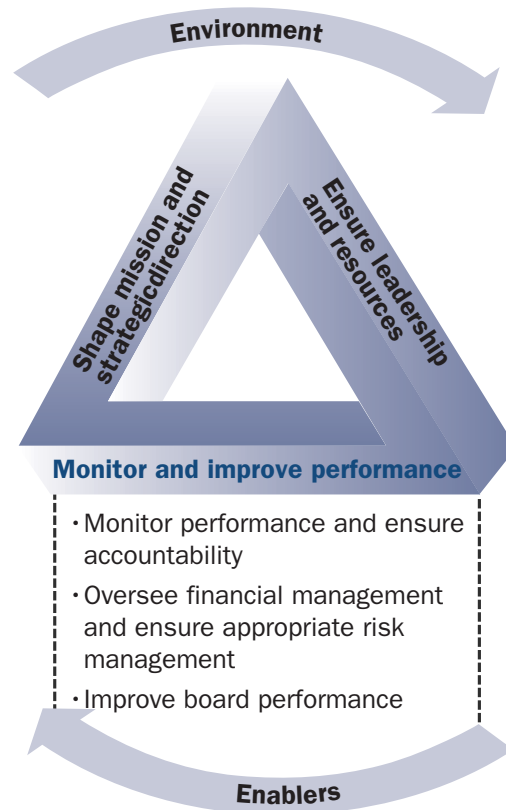 Environment
Shape mission and
strategicdirection
Ensure leadership
and resources
Monitor and improve performance
· Monitor performance and ensure
accountability
· Oversee financial management
and ensure appropriate risk
management
· Improve board performance
Enablers